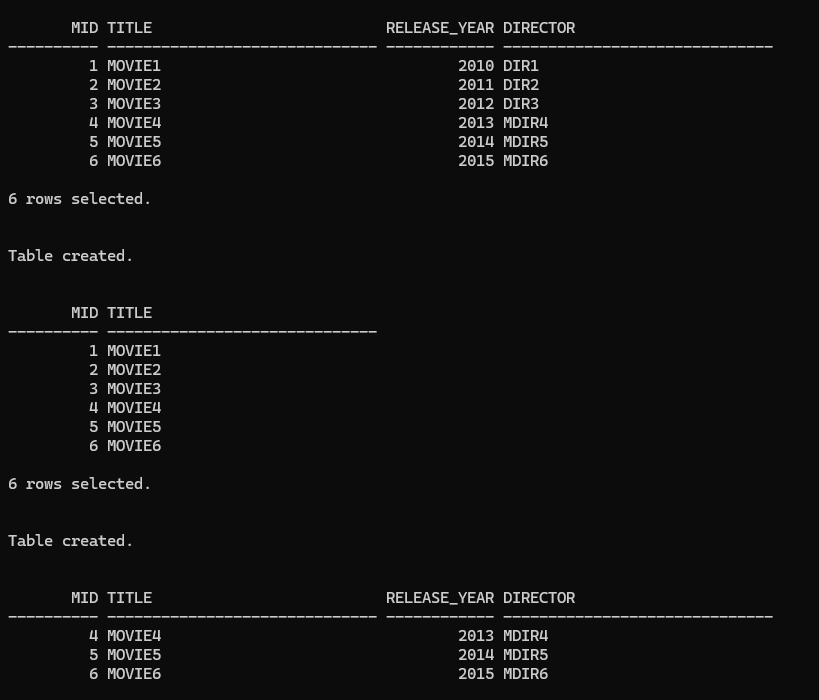 MID TITLE                          RELEASE_YEAR DIRECTOR
---------- ------------------------------ ------------ ------------------------------
         1 MOVIE1                                 2010 DIR1
         2 MOVIE2                                 2011 DIR2
         3 MOVIE3                                 2012 DIR3
         4 MOVIE4                                 2013 MDIR4
         5 MOVIE5                                 2014 MDIR5
         6 MOVIE6                                 2015 MDIR6

6 rows selected.


Table created.


       MID TITLE
---------- ------------------------------
         1 MOVIE1
         2 MOVIE2
         3 MOVIE3
         4 MOVIE4
         5 MOVIE5
         6 MOVIE6

6 rows selected.


Table created.


       MID TITLE                          RELEASE_YEAR DIRECTOR
---------- ------------------------------ ------------ ------------------------------
         4 MOVIE4                                 2013 MDIR4
         5 MOVIE5                                 2014 MDIR5
         6 MOVIE6                                 2015 MDIR6